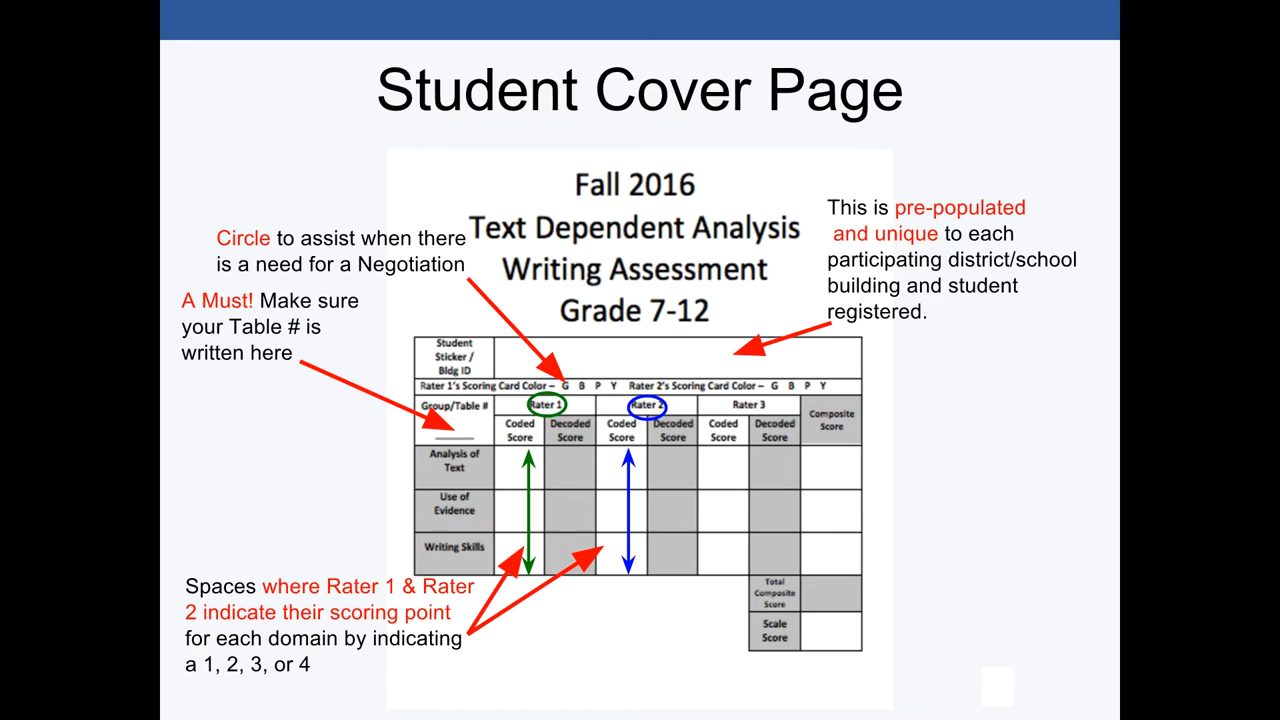 Student Cover Page
Fall 2016
Text Dependent Analysis
Writing Assessment
Grade 7-12
Circle to assist when there
is a need for a Negotiation
A Must! Make sure
your Table # is
written here
This is pre-populated
and unique to each
participating district/school
building and student
registered.
Student
Sticker /
Bldg ID
Rater 1's Scoring Card Color – G B P Y Rater 2's Scoring Card Color – G B P Y
Group/Table # Rater 1 Rater 2 Rater 3 Composite
Score
Coded Decoded Coded Decoded Coded Decoded
Score Score Score Score Score Score
Analysis of
Text
Use of
Evidence
Writing Skills
Total
Composite
Score
Scale
Score
Spaces where Rater 1 & Rater
2 indicate their scoring point
for each domain by indicating
a 1, 2, 3, or 4